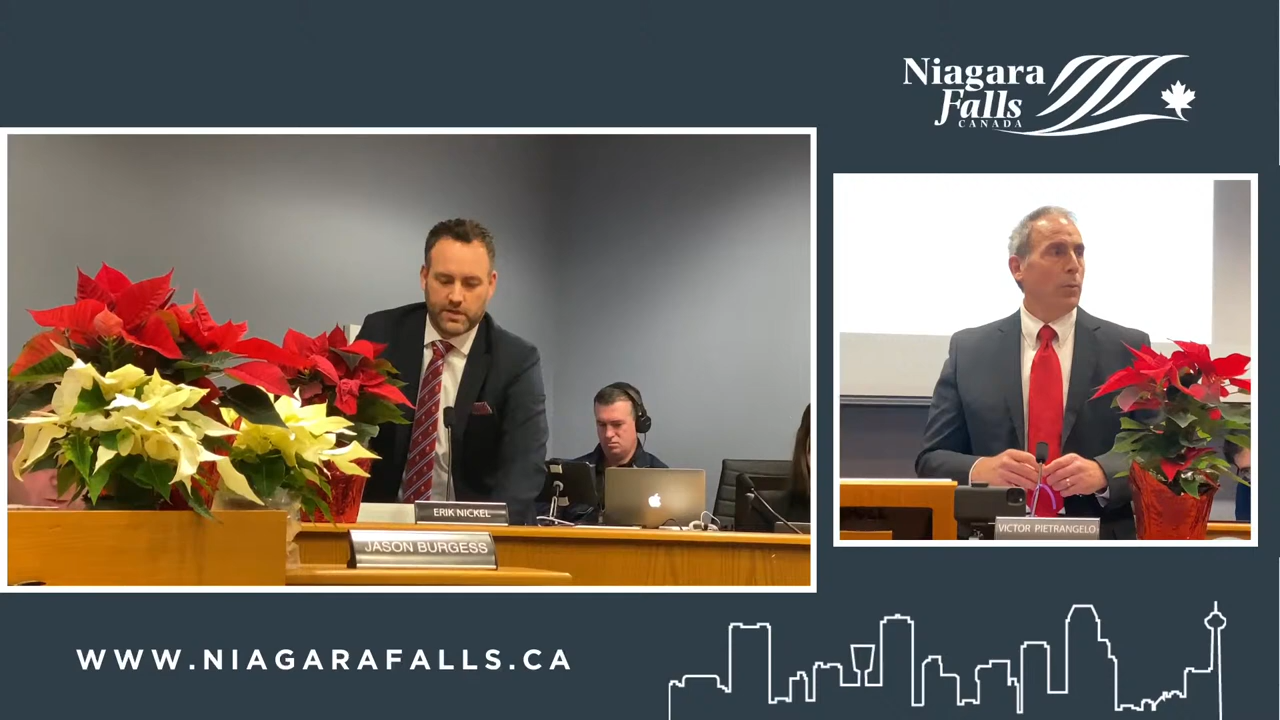 Niagara
Falls
CANADA
ERIK NICKEL
JASON BURGESS
VICTOR PIETRANGELO
WWW.NIAGARAFALLS.CA